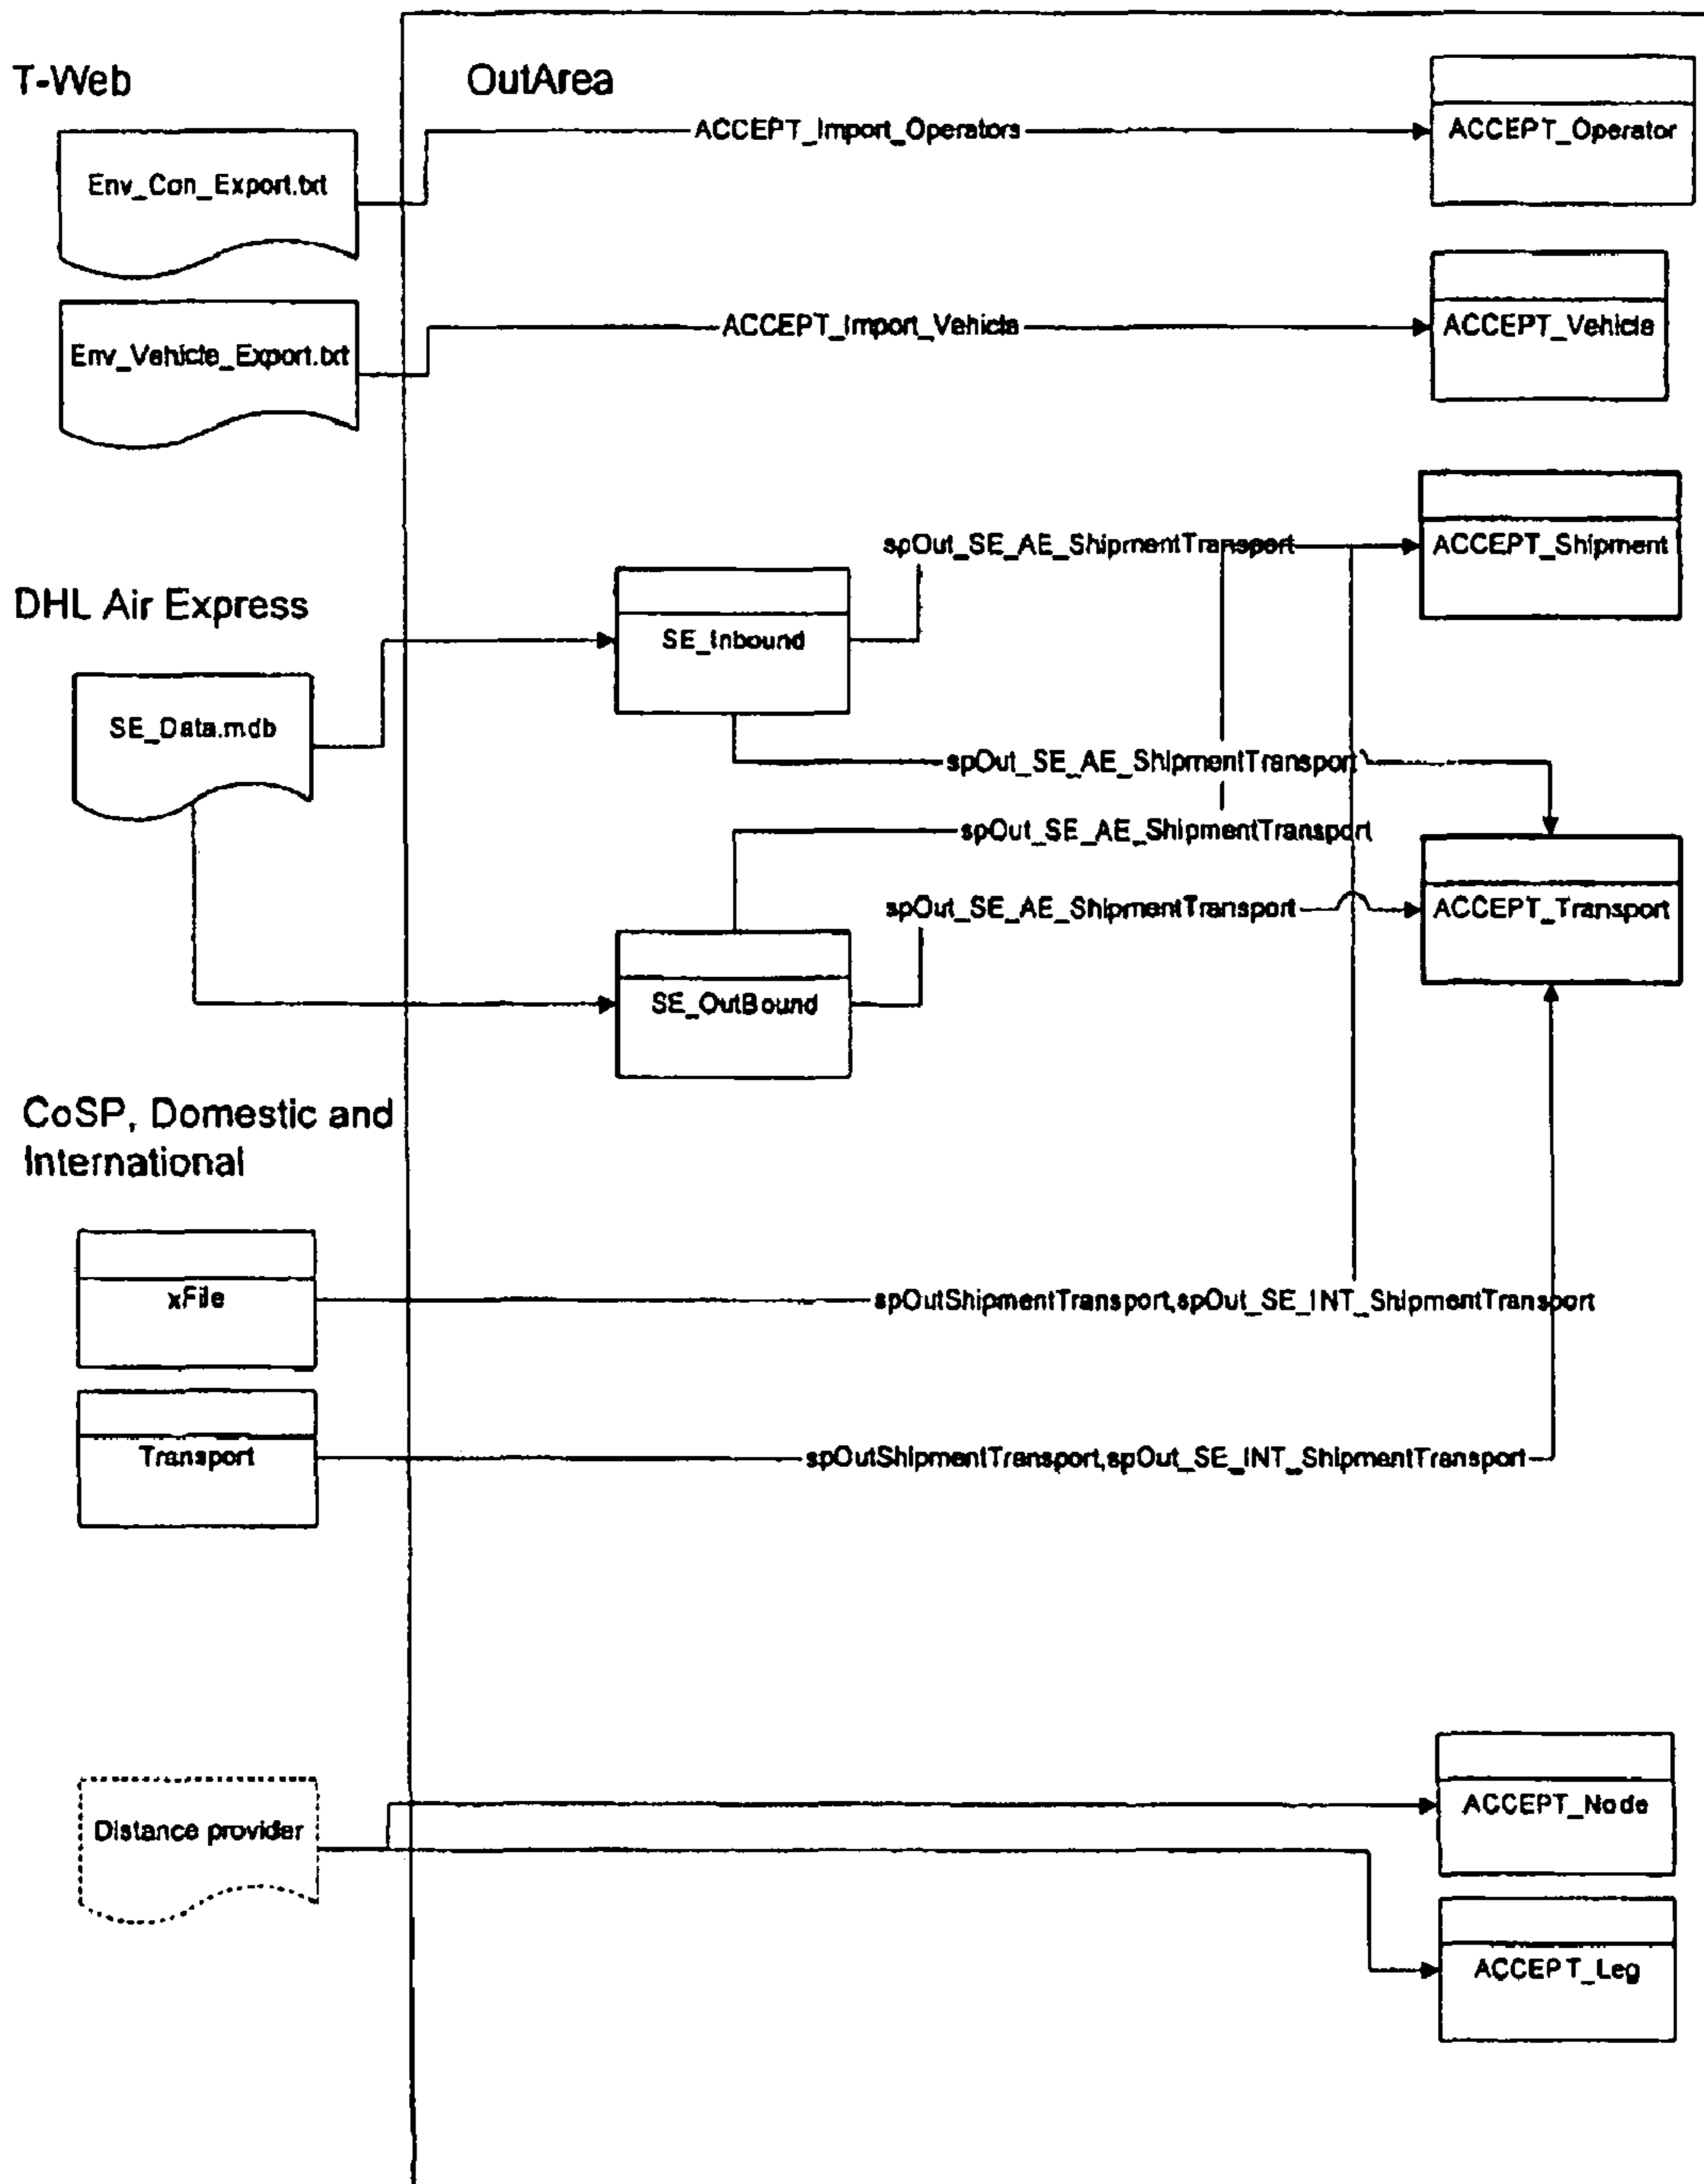 T-Web
OutArea
ACCEPT_Import_Operators
ACCEPT_Operator
Env_Con_Export.txt
ACCEPT_Import_Vehicle
ACCEPT_Vehicle
Env_Vehicle_Export.txt
spOut_SE_AE_ShipmentTransport
ACCEPT_Shipment
DHL Air Express
SE_Inbound
SE_Data.mdb
spOut_SE_AE_ShipmentTransport
spOut_SE_AE_ShipmentTransport
spOut_SE_AE_ShipmentTransport
ACCEPT_Transport
SE_OutBound
CoSP, Domestic and
International
xFile
spOutShipmentTransport,spOut_SE_INT_ShipmentTransport
Transport
spOutShipmentTransport,spOut_SE_INT_ShipmentTransport
ACCEPT_Node
Distance provider
ACCEPT_Leg